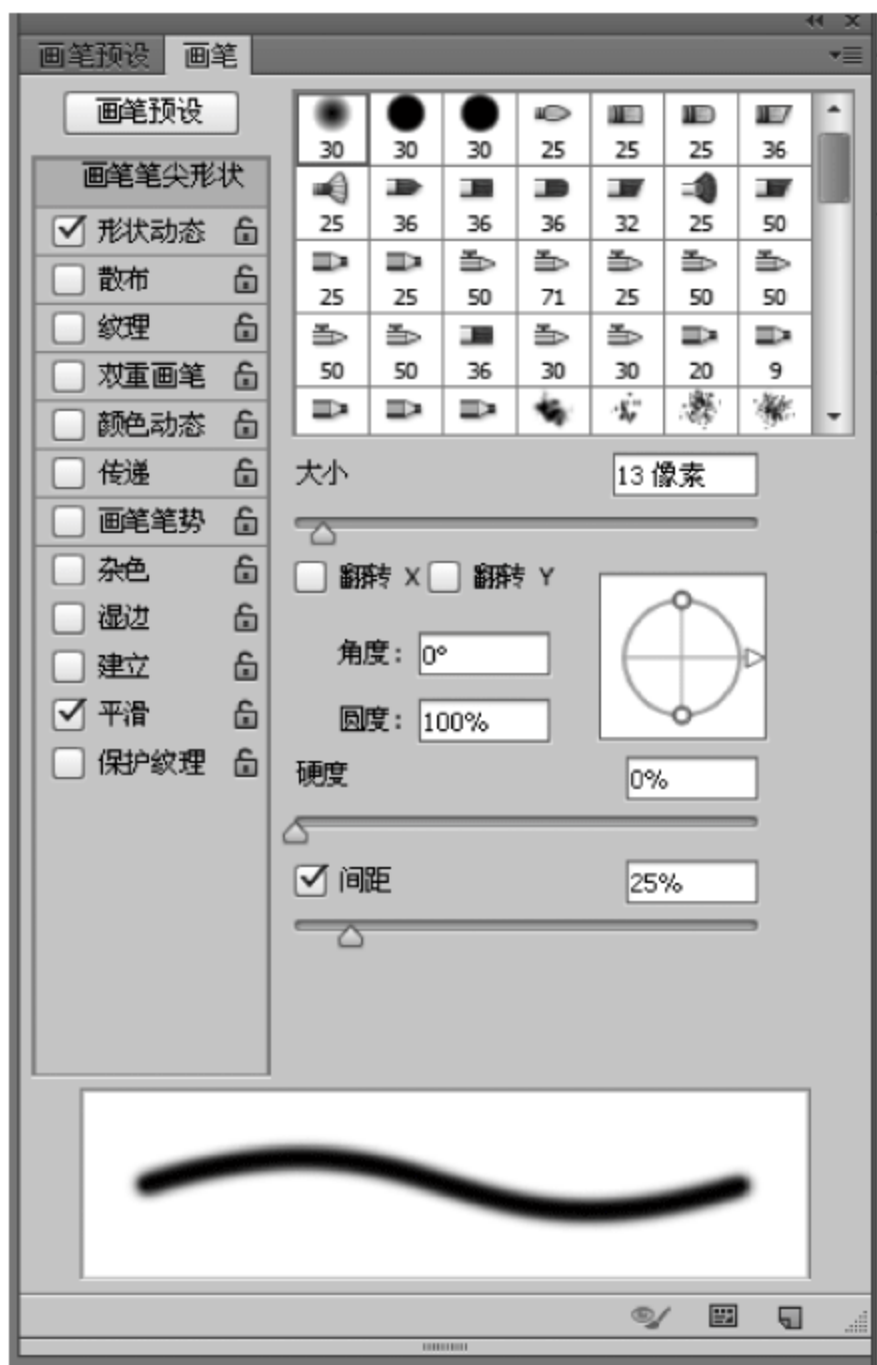 画笔预设 画笔
画笔预设
画笔笔尖形状
形状动态
散布
纹理
双重画笔
颜色动态
传递
画笔笔势
杂色
湿边
建立
平滑
保护纹理
30 30 30 25 25 25 36
25 36 36 36 32 25 50
25 25 50 71 25 50 50
50 50 36 30 30 20 9
大小 13 像素
翻转 X 翻转 Y
角度: 0°
圆度: 100%
硬度 0%
间距 25%